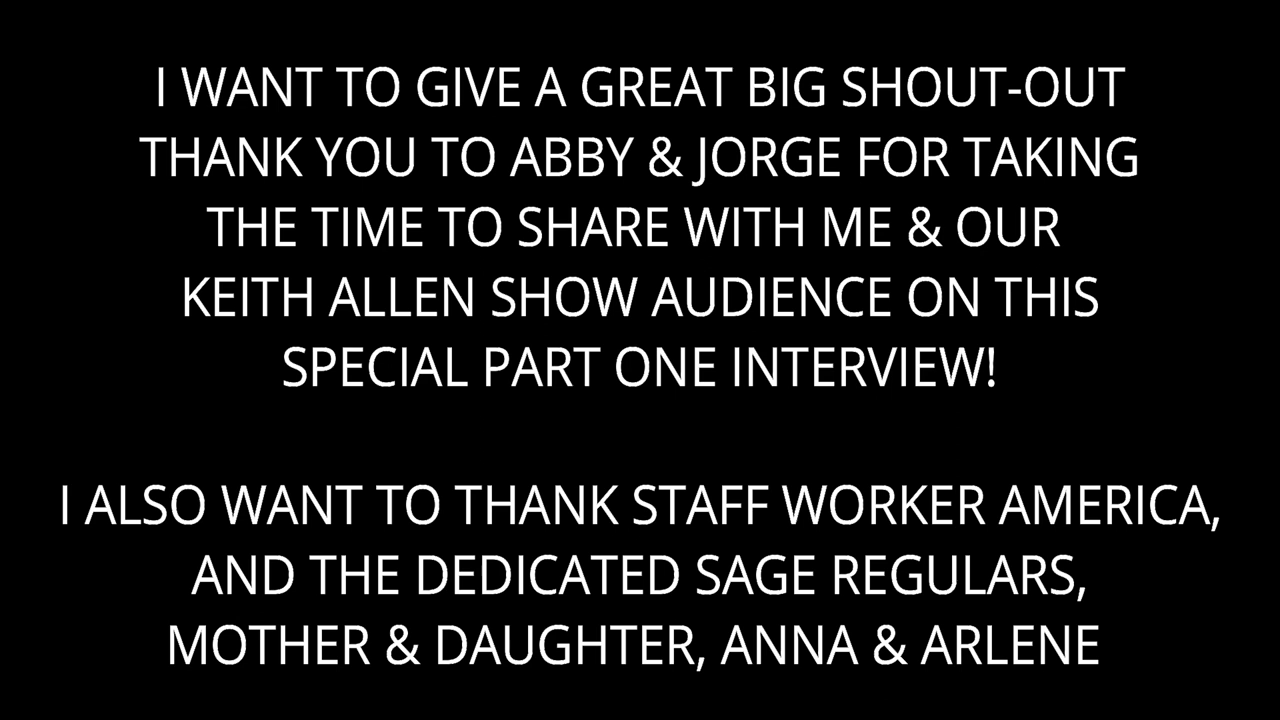 I WANT TO GIVE A GREAT BIG SHOUT-OUT
THANK YOU TO ABBY & JORGE FOR TAKING
THE TIME TO SHARE WITH ME & OUR
KEITH ALLEN SHOW AUDIENCE ON THIS
SPECIAL PART ONE INTERVIEW!
I ALSO WANT TO THANK STAFF WORKER AMERICA,
AND THE DEDICATED SAGE REGULARS,
MOTHER & DAUGHTER, ANNA & ARLENE